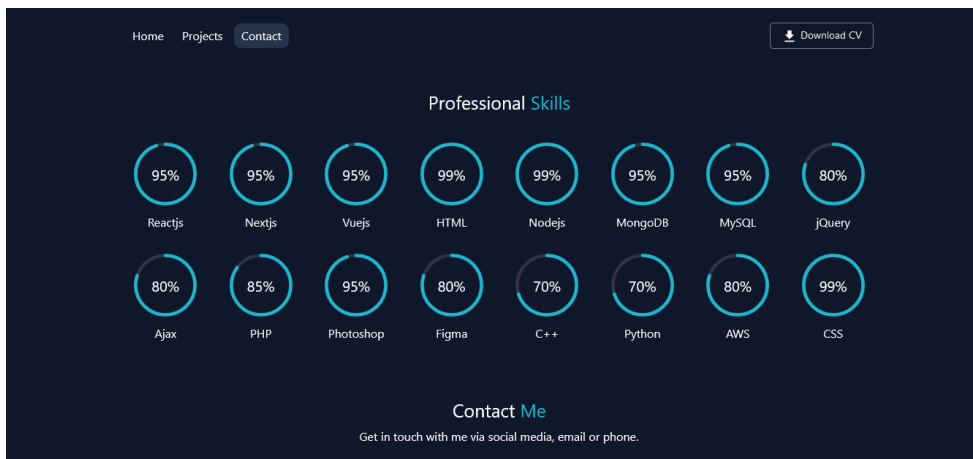 Home Projects Contact Download CV
Professional Skills
95% 95% 95% 99% 99% 95% 95% 80%
Reactjs Nextjs Vuejs HTML Nodejs MongoDB MySQL jQuery
80% 85% 95% 80% 70% 70% 80% 99%
Ajax PHP Photoshop Figma C++ Python AWS CSS
Contact Me
Get in touch with me via social media, email or phone.